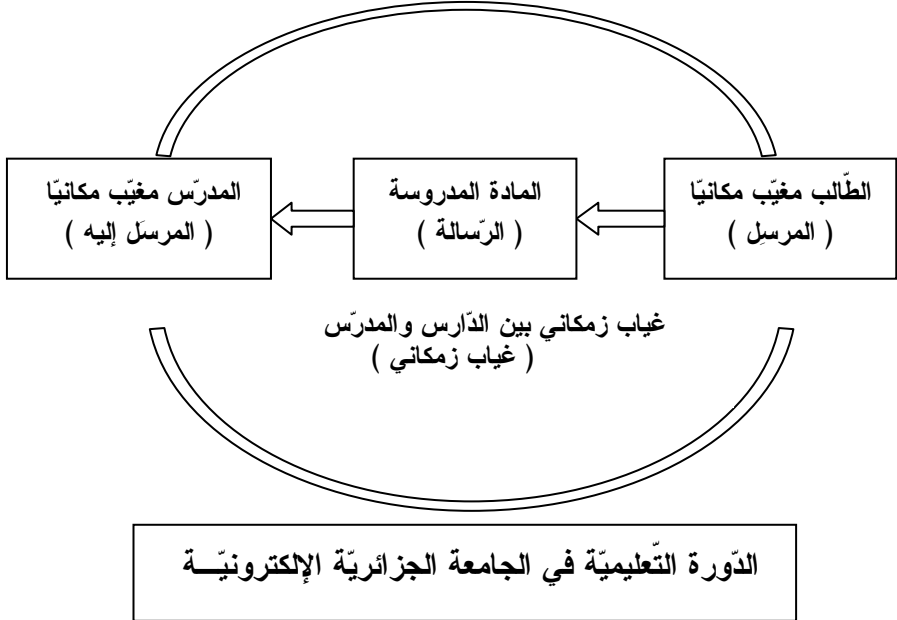 الطّالب مغيّب مكانيّا
( المرسِل )
المادة المدروسة
( الرّسالة )
المدرّس مغيّب مكانيّا
( المرسَل إليه )
غياب زمكاني بين الدّارس والمدرّس
( غياب زمكاني )
الدّورة التّعليميّة في الجامعة الجزائريّة الإلكترونيّـــة